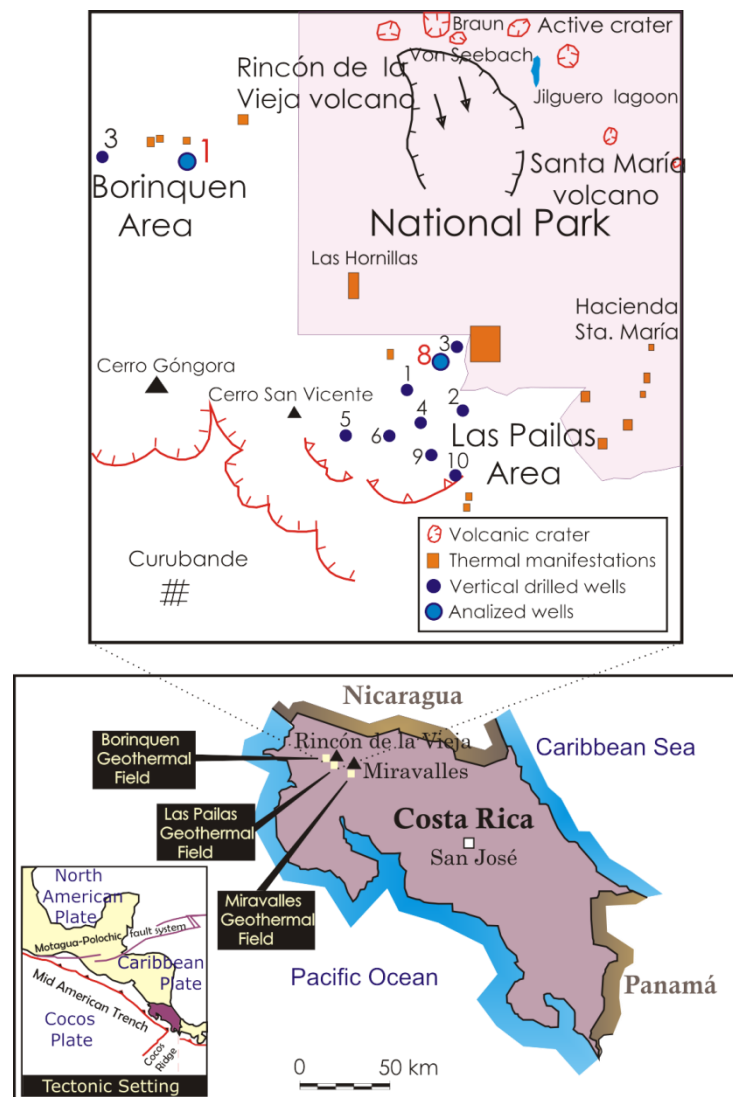 Braun
Active crater
Von Seebach
Rincón de la
Vieja volcano
Jilguero lagoon
3
1
Santa María
volcano
Borinquen
Area
National Park
Las Hornillas
Hacienda
Sta. María
3
8
Cerro Góngora
1
Cerro San Vicente
2
4
5
6
Las Pailas
Area
9
10
Volcanic crater
Thermal manifestations
Vertical drilled wells
Analized wells
Curubande
Nicaragua
Borinquen
Geothermal
Field
Rincón de la Vieja
Caribbean Sea
Miravalles
Las Pailas
Geothermal
Field
Costa Rica
San José
Miravalles
Geothermal
Field
North
American
Plate
Motagua-Polochic fault system
Caribbean
Plate
Mid American Trench
Cocos
Plate
Cocos
Ridge
Tectonic Setting
Pacific Ocean
Panamá
0 50 km